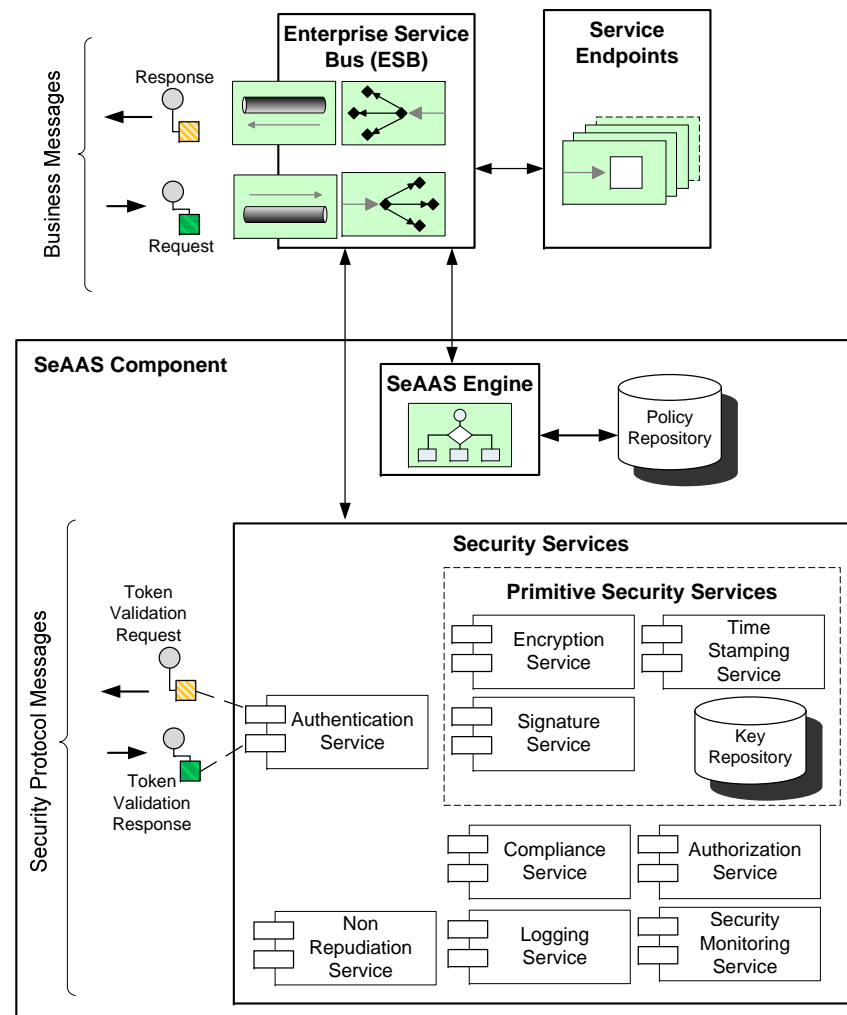 Enterprise Service
Bus (ESB)
Service
Endpoints
Business Messages
Response
Request
SeAAS Component
SeAAS Engine
Policy
Repository
Security Protocol Messages
Security Services
Primitive Security Services
Token
Validation
Request
Encryption
Service
Time
Stamping
Service
Authentication
Service
Signature
Service
Key
Repository
Token
Validation
Response
Compliance
Service
Authorization
Service
Non
Repudiation
Service
Logging
Service
Security
Monitoring
Service